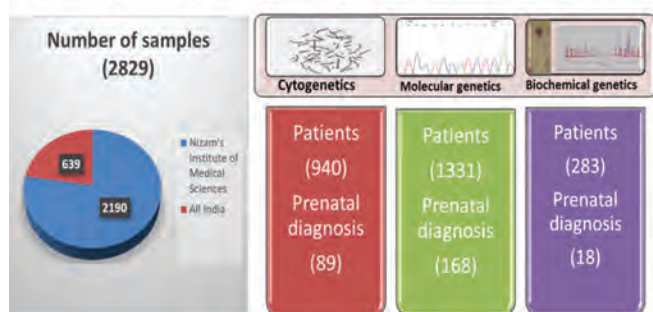 Number of samples
(2829)
639
2190
Nizam's
Institute of
Medical
Sciences
All India
Cytogenetics
Molecular genetics
Biochemical genetics
Patients
(940)
Prenatal
diagnosis
(89)
Patients
(1331)
Prenatal
diagnosis
(168)
Patients
(283)
Prenatal
diagnosis
(18)